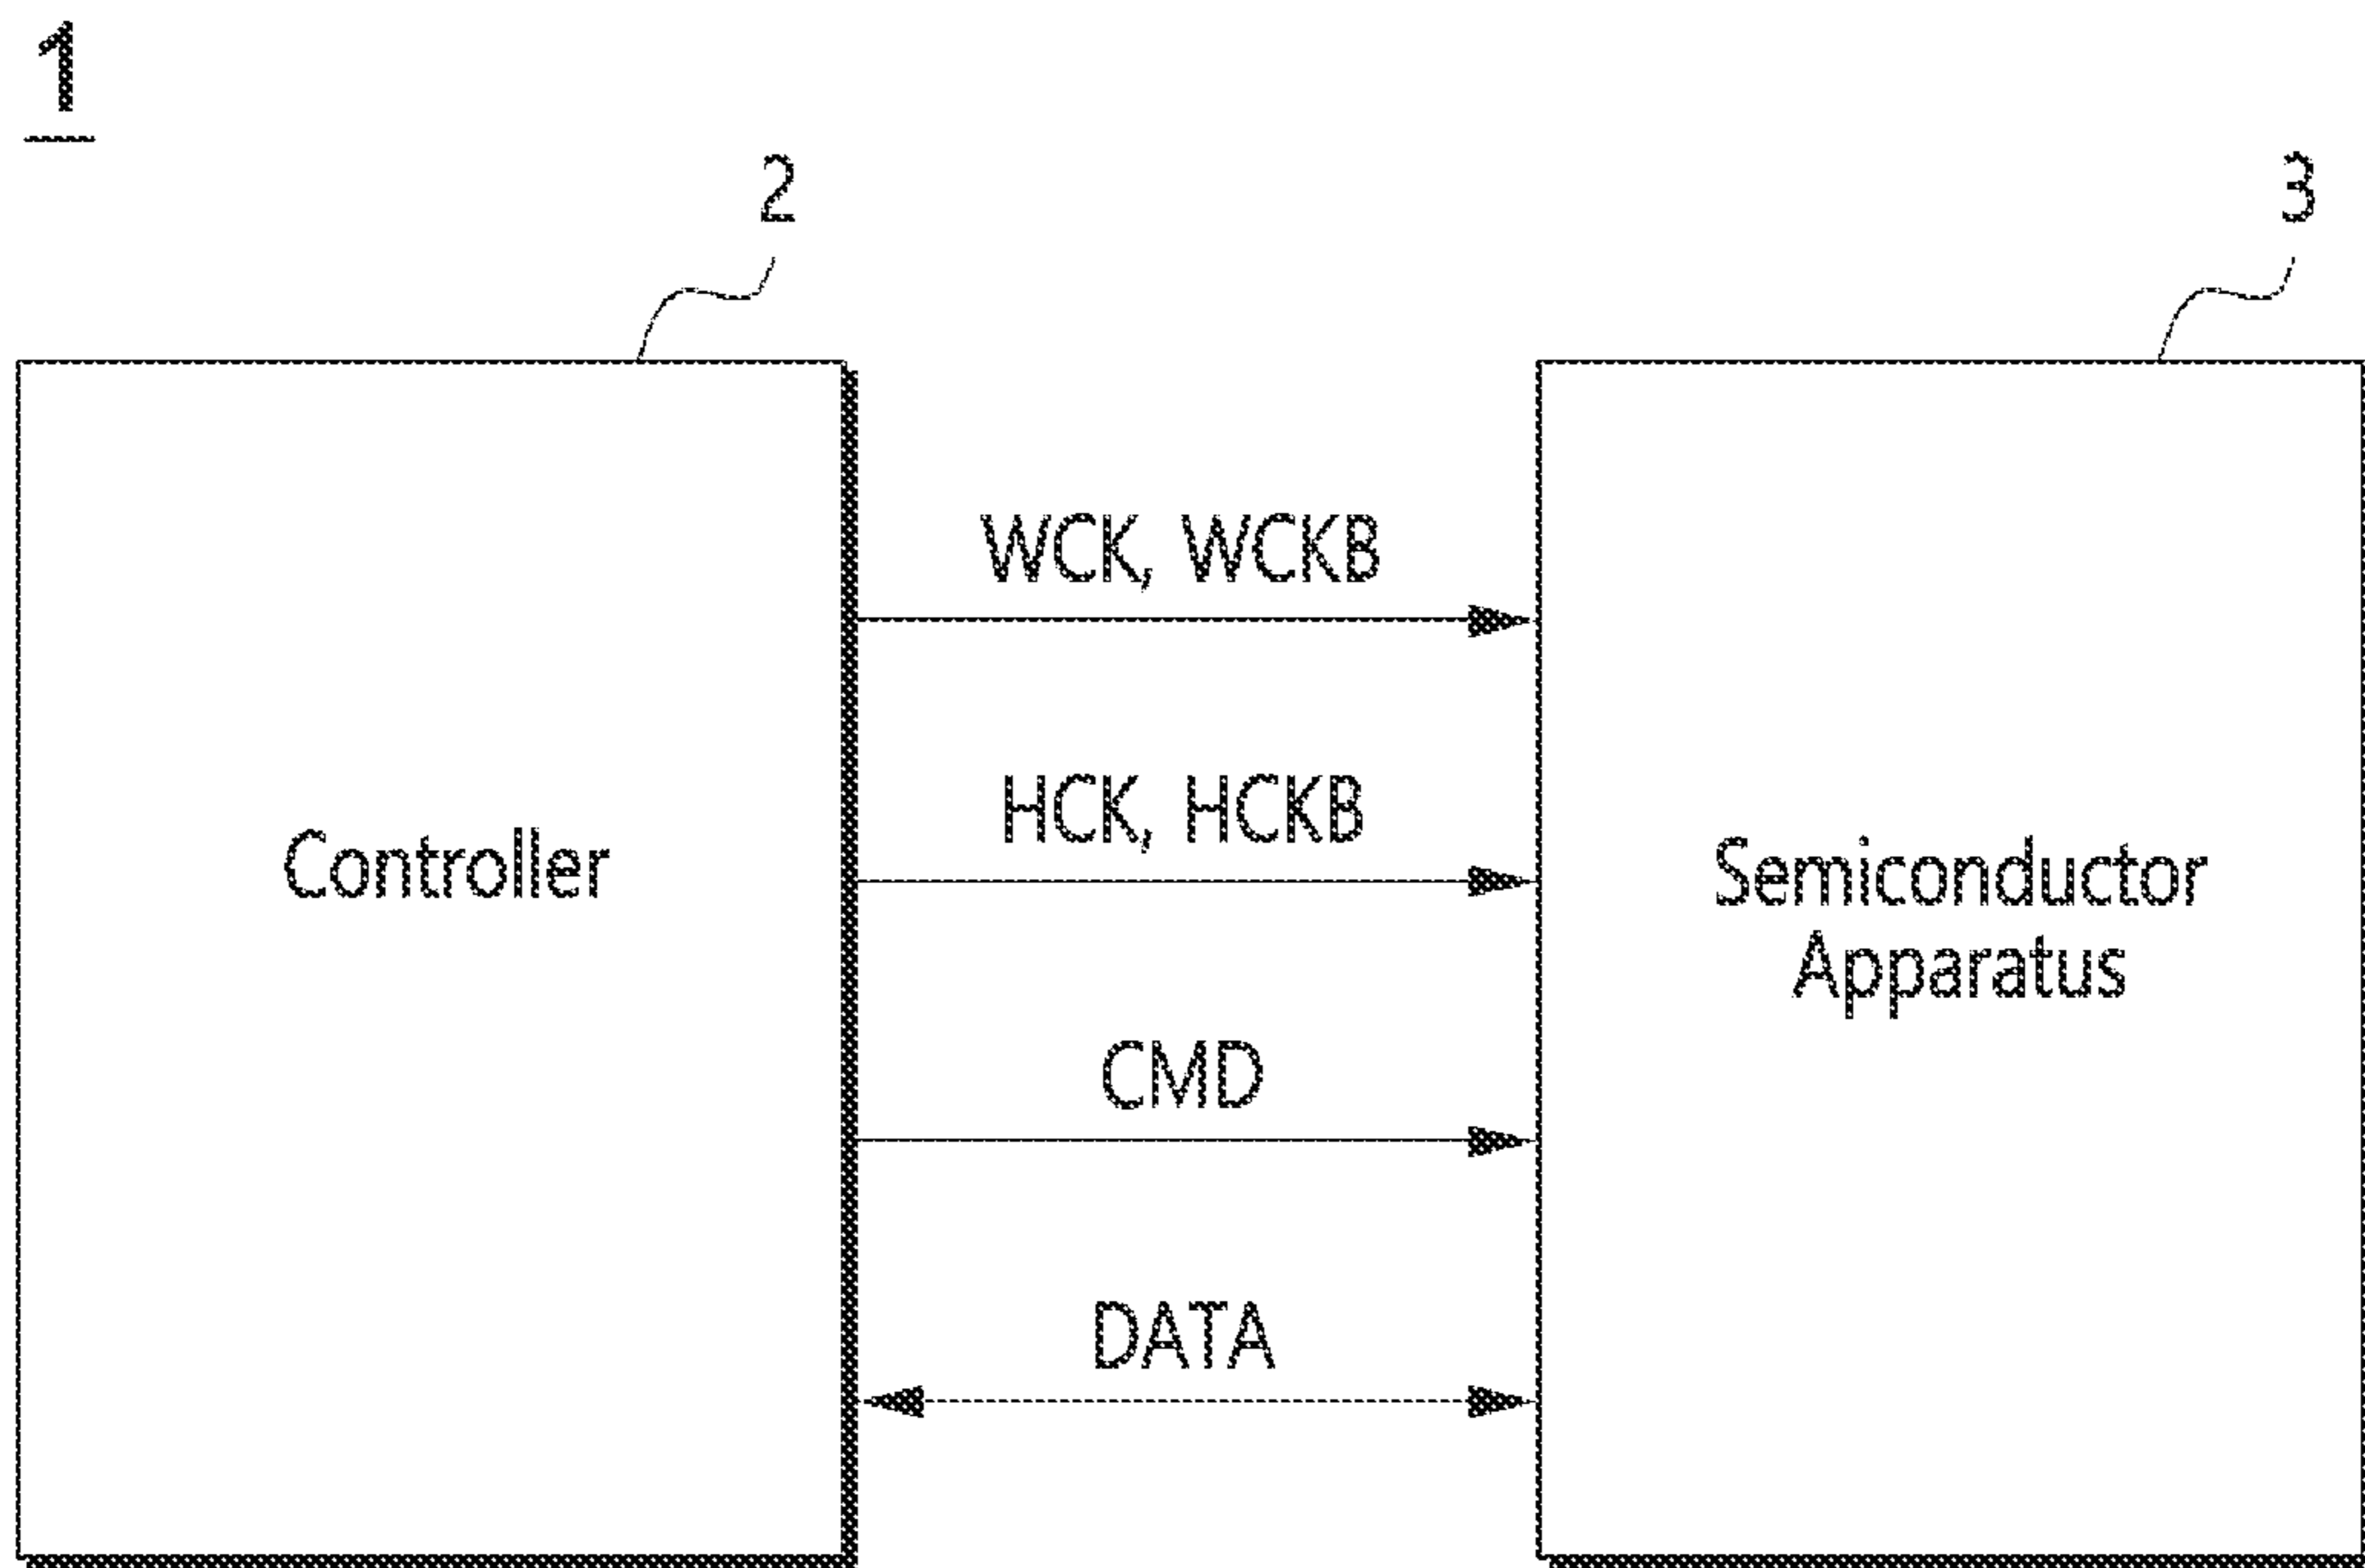 1
2
3
WCK, WCKB
HCK, HCKB
Controller
Semiconductor
Apparatus
CMD
DATA